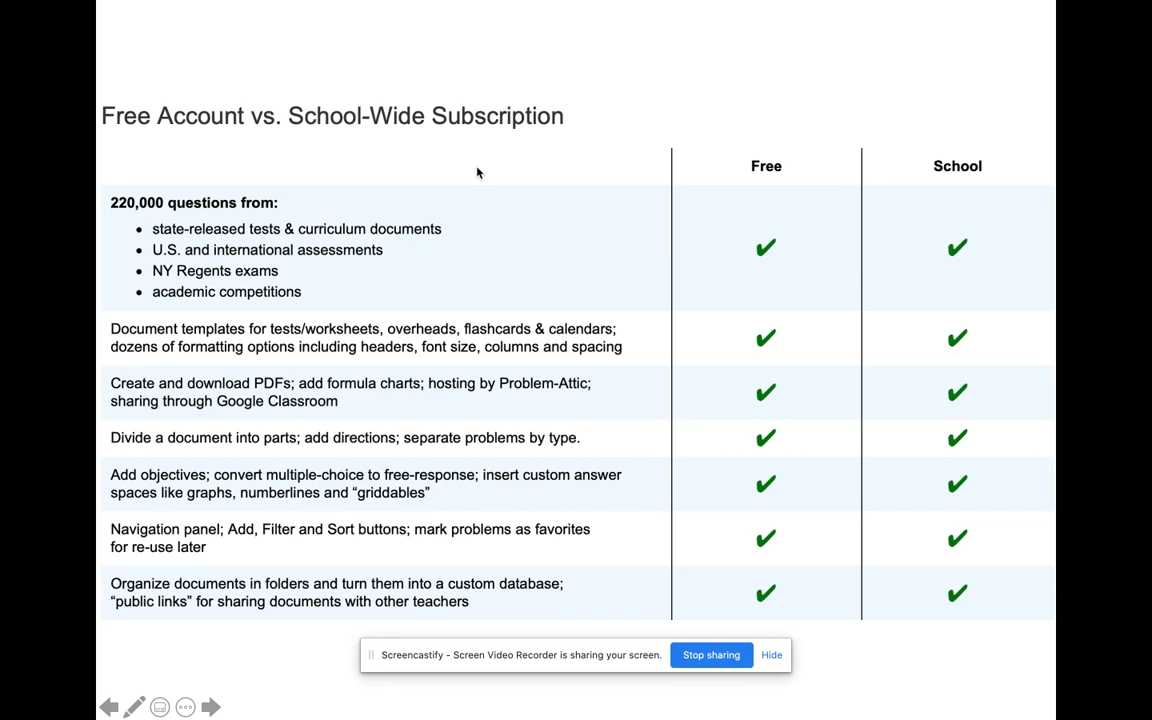 Free Account vs. School-Wide Subscription
Free School
220,000 questions from:
• state-released tests & curriculum documents
• U.S. and international assessments
• NY Regents exams
• academic competitions
✔ ✔
Document templates for tests/worksheets, overheads, flashcards & calendars;
dozens of formatting options including headers, font size, columns and spacing
✔ ✔
Create and download PDFs; add formula charts; hosting by Problem-Attic;
sharing through Google Classroom
✔ ✔
Divide a document into parts; add directions; separate problems by type.
✔ ✔
Add objectives; convert multiple-choice to free-response; insert custom answer
spaces like graphs, numberlines and “griddables”
✔ ✔
Navigation panel; Add, Filter and Sort buttons; mark problems as favorites
for re-use later
✔ ✔
Organize documents in folders and turn them into a custom database;
“public links” for sharing documents with other teachers
✔ ✔
Screencastify - Screen Video Recorder is sharing your screen. Stop sharing Hide